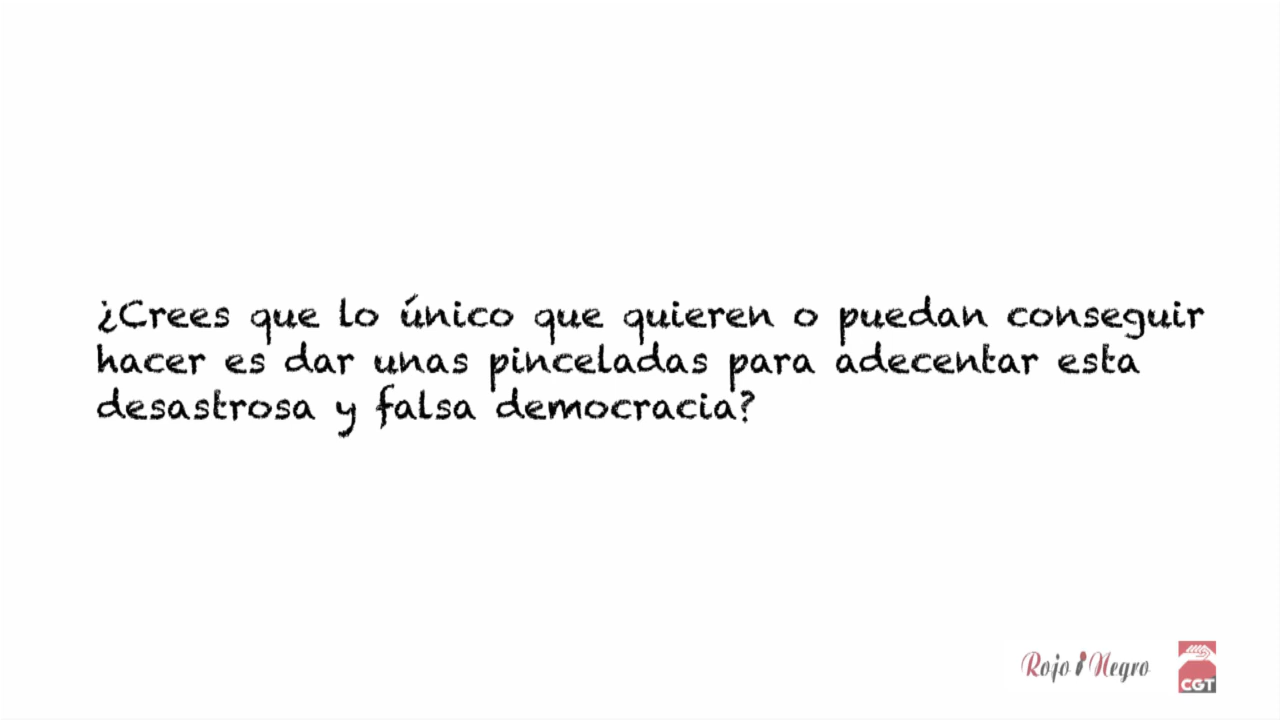 ¿Crees que lo único que quieren o puedan conseguir
hacer es dar unas pinceladas para adecentar esta
desastrosa y falsa democracia?
Rojo i Negro
CGT